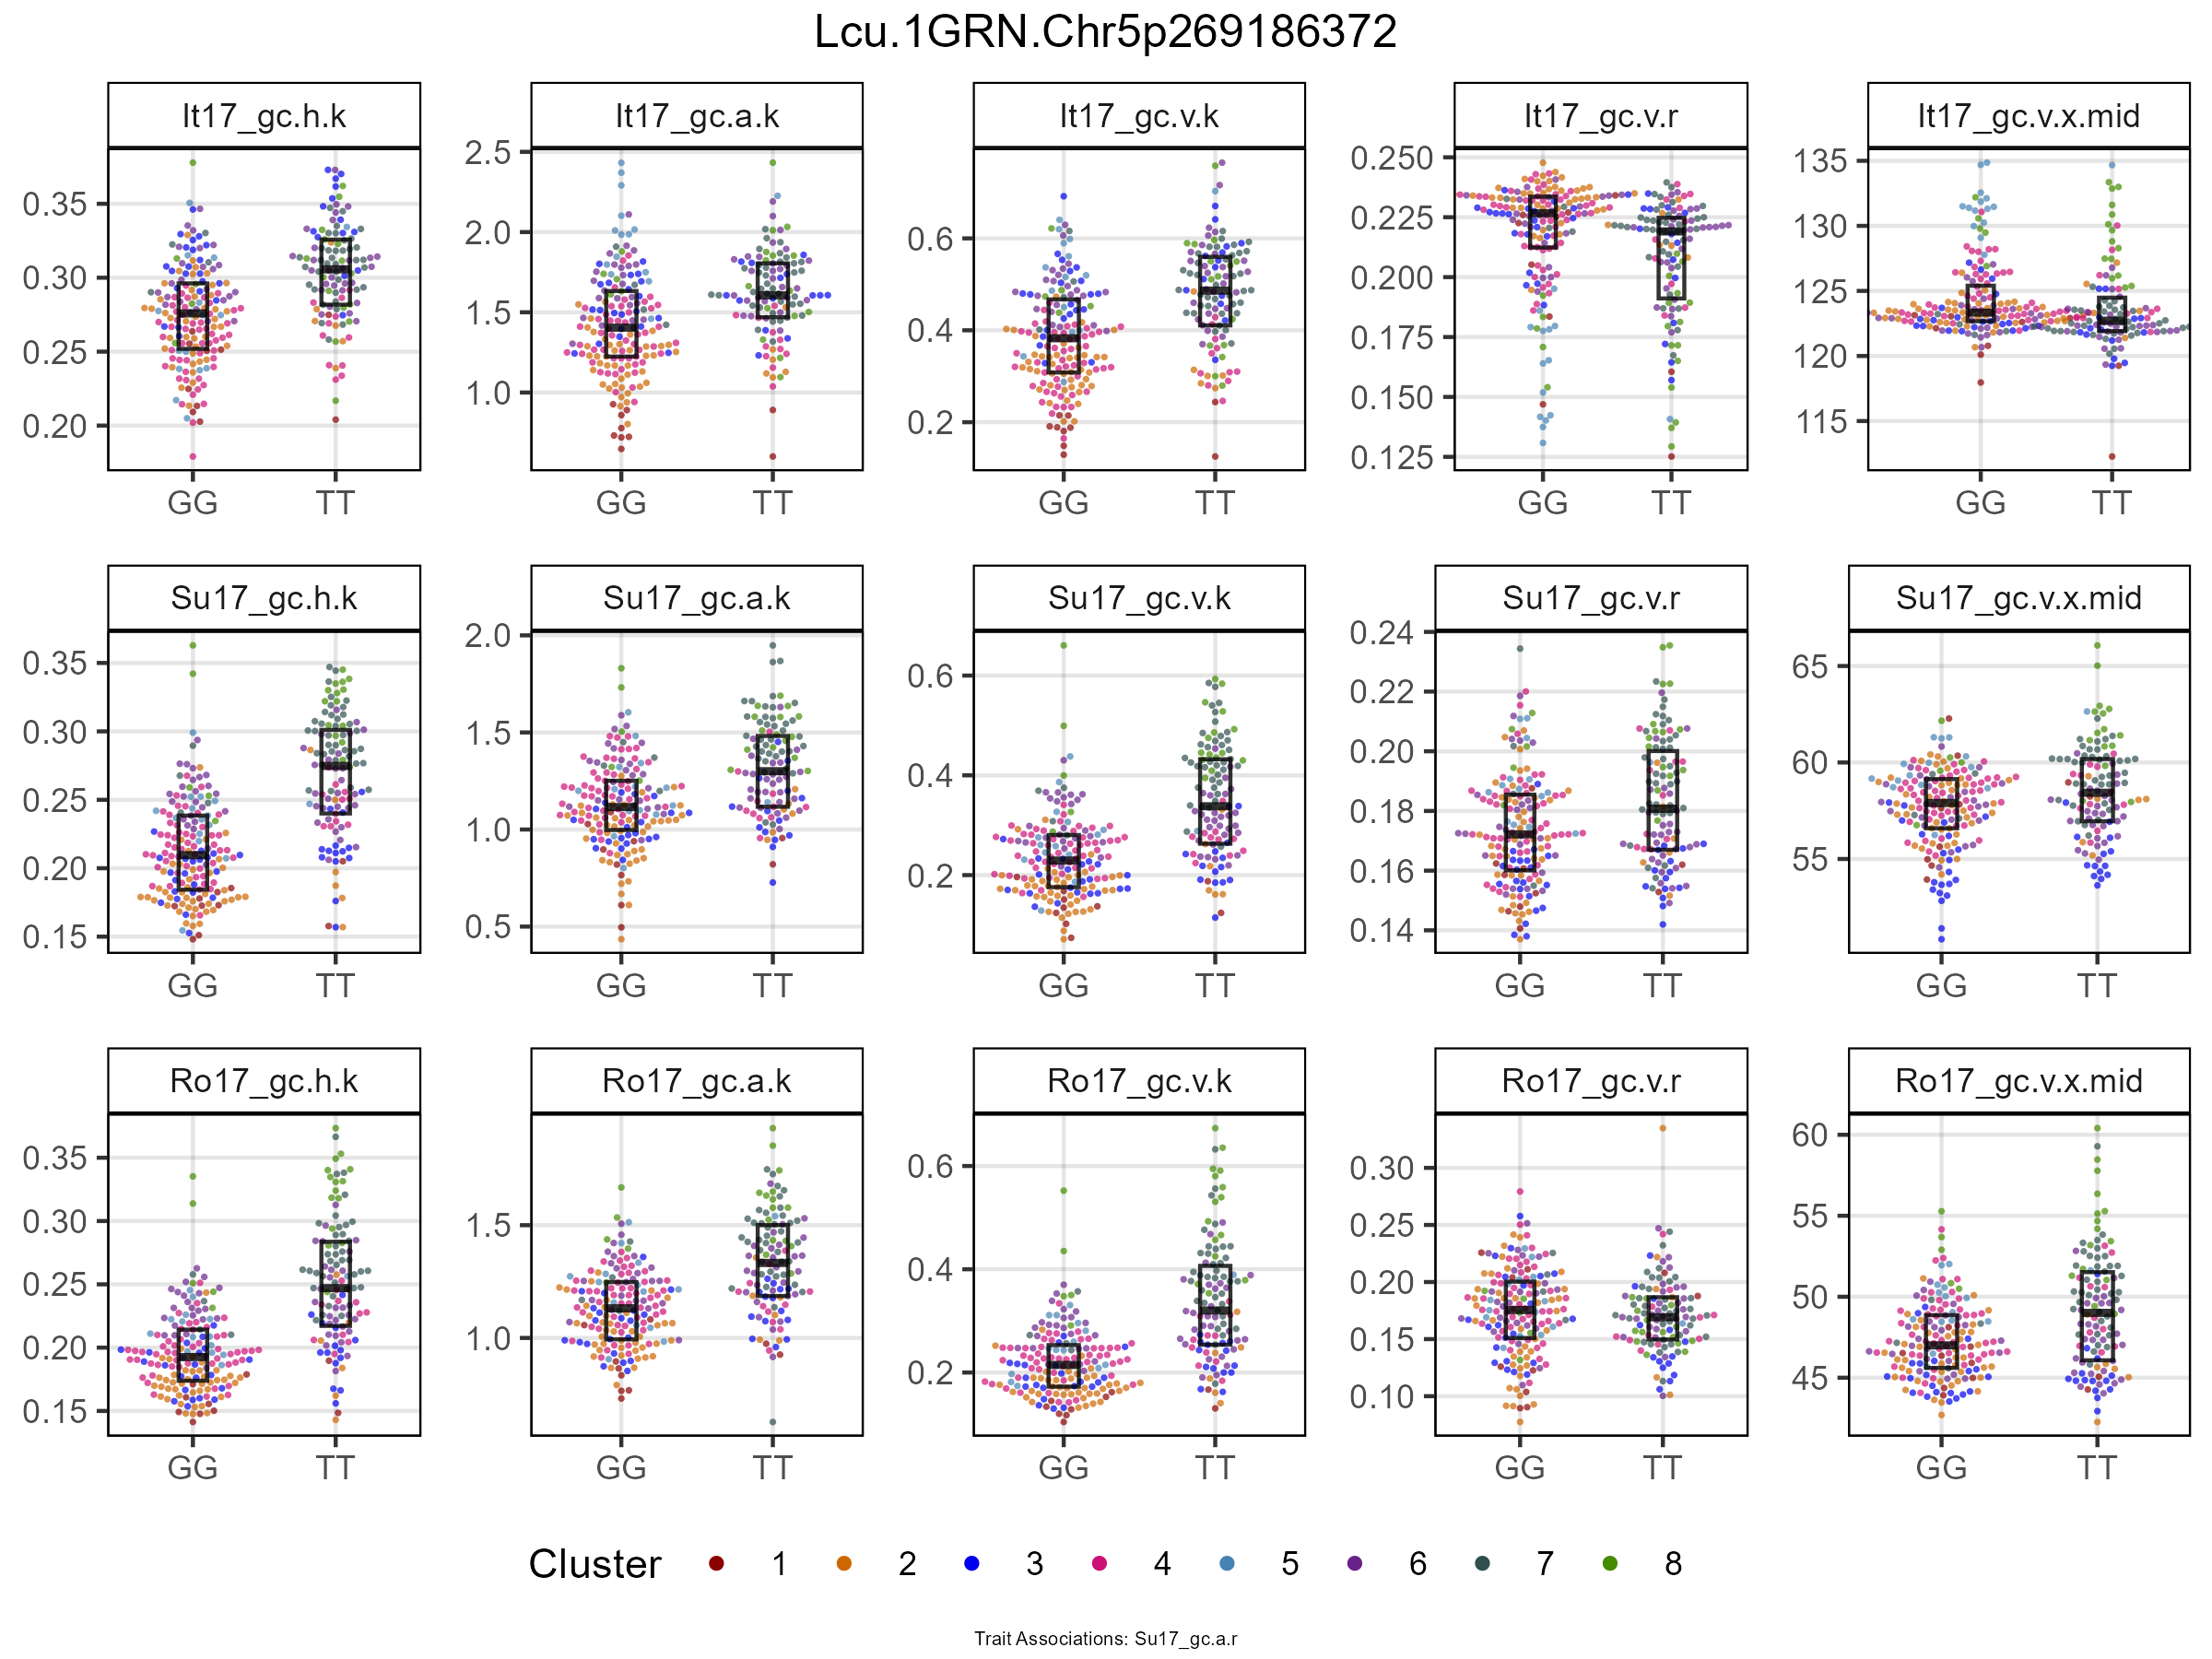 Lcu.1GRN.Chr5p269186372
It17_gc.h.k It17_gc.a.k It17_gc.v.k It17_gc.v.r It17_gc.v.x.mid
0.35 0.30 0.25 0.20
2.5 2.0 1.5 1.0
0.6 0.4 0.2
0.250 0.225 0.200 0.175 0.150 0.125
135 130 125 120 115
GG TT GG TT GG TT GG TT GG TT
Su17_gc.h.k Su17_gc.a.k Su17_gc.v.k Su17_gc.v.r Su17_gc.v.x.mid
0.35 0.30 0.25 0.20 0.15
2.0 1.5 1.0 0.5
0.6 0.4 0.2
0.24 0.22 0.20 0.18 0.16 0.14
65 60 55
GG TT GG TT GG TT GG TT GG TT
Ro17_gc.h.k Ro17_gc.a.k Ro17_gc.v.k Ro17_gc.v.r Ro17_gc.v.x.mid
0.35 0.30 0.25 0.20 0.15
1.5 1.0
0.6 0.4 0.2
0.30 0.25 0.20 0.15 0.10
60 55 50 45
GG TT GG TT GG TT GG TT GG TT
Cluster 1 2 3 4 5 6 7 8
Trait Associations: Su17_gc.a.r